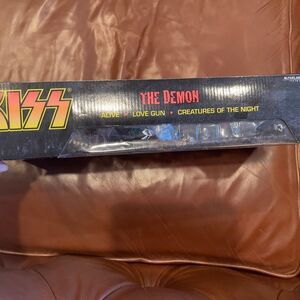 KISS
THE DEMON
ALIVE • LOVE GUN • CREATURES OF THE NIGHT